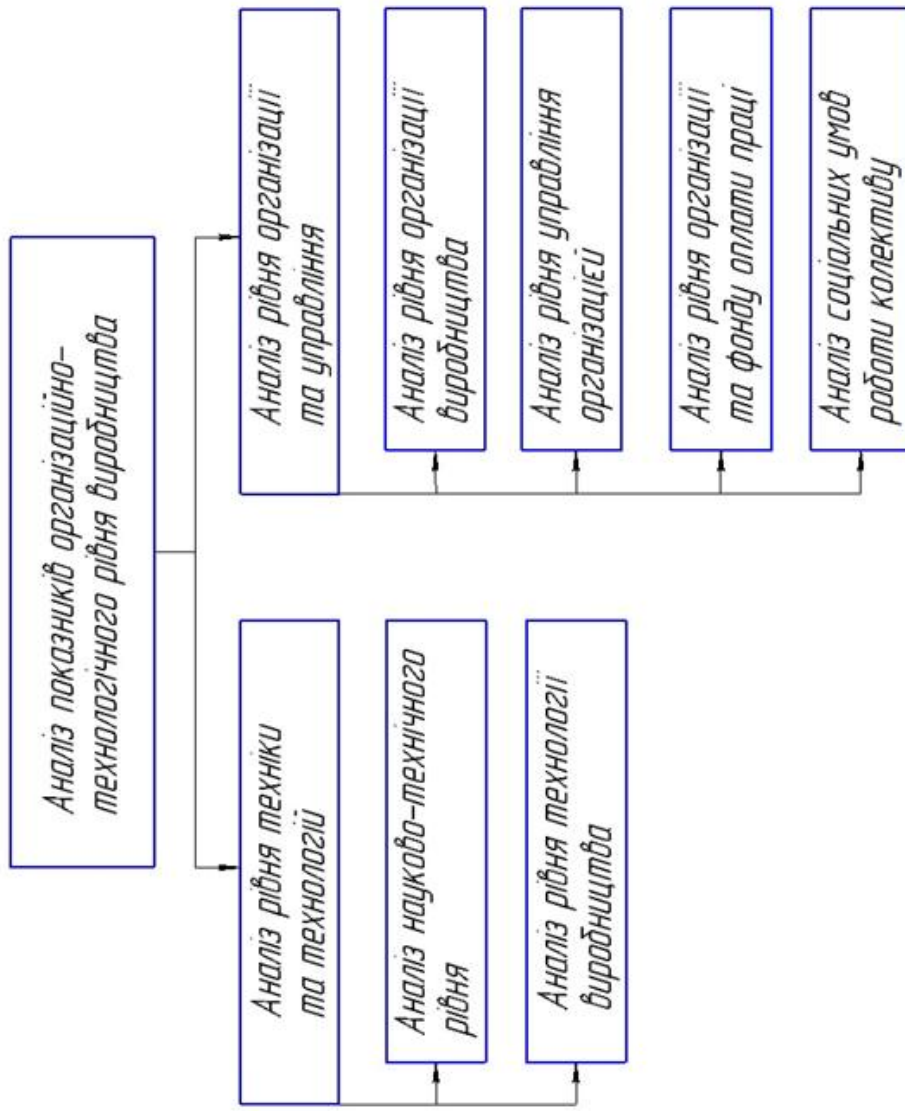 Аналіз показників організаційно-
технологічного рівня виробництва
Аналіз рівня техніки
та технологій
Аналіз науково-технічного
рівня
Аналіз рівня технології
виробництва
Аналіз рівня організації
та управління
Аналіз рівня організації
виробництва
Аналіз рівня управління
організацією
Аналіз рівня організації
та фонду оплати праці
Аналіз соціальних умов
роботи колективу